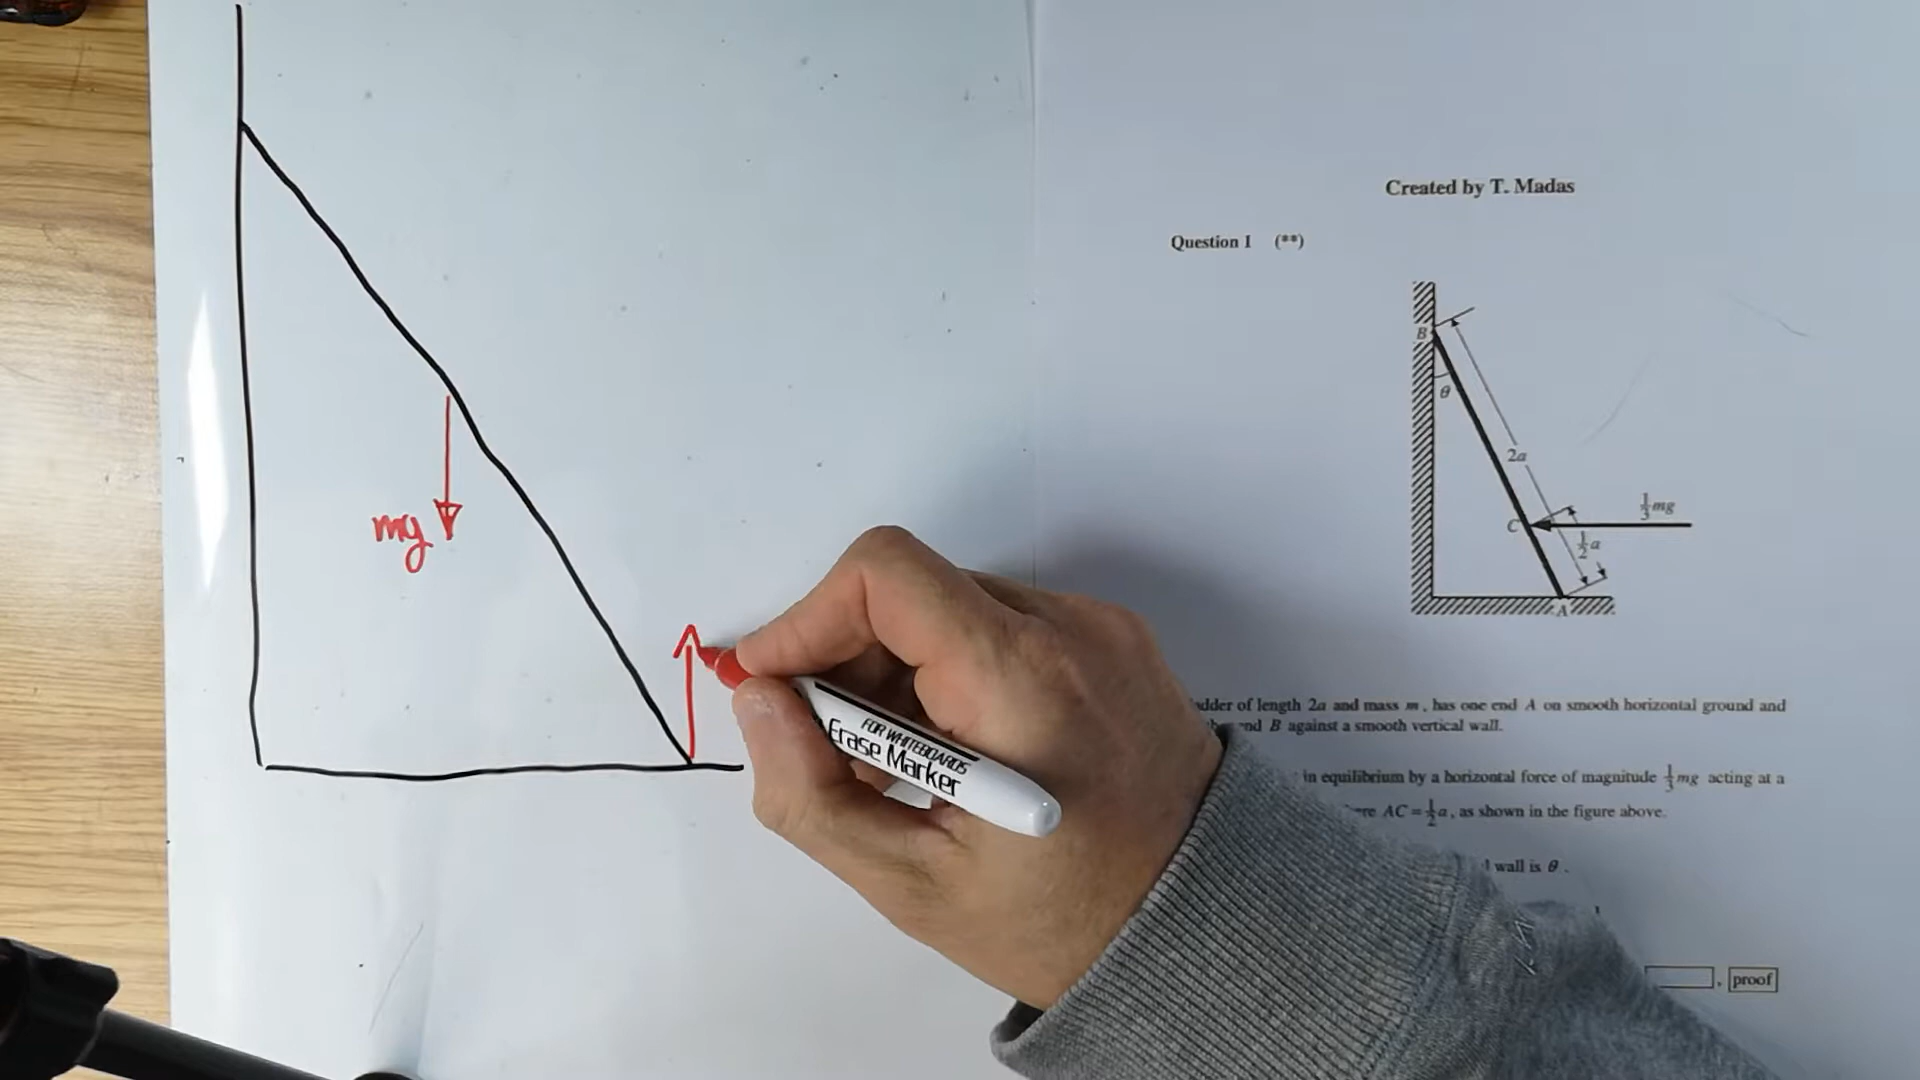 mg
FOR WHITEBOARDS
Erase Marker
Created by T. Madas
Question 1 (**)
B
θ
2a
C
1/3 mg
1/2 a
A
of length 2a and mass m, has one end A on smooth horizontal ground and
end B against a smooth vertical wall.
in equilibrium by a horizontal force of magnitude 1/3 mg acting at a
AC = 1/2 a, as shown in the figure above.
wall is θ.
, proof